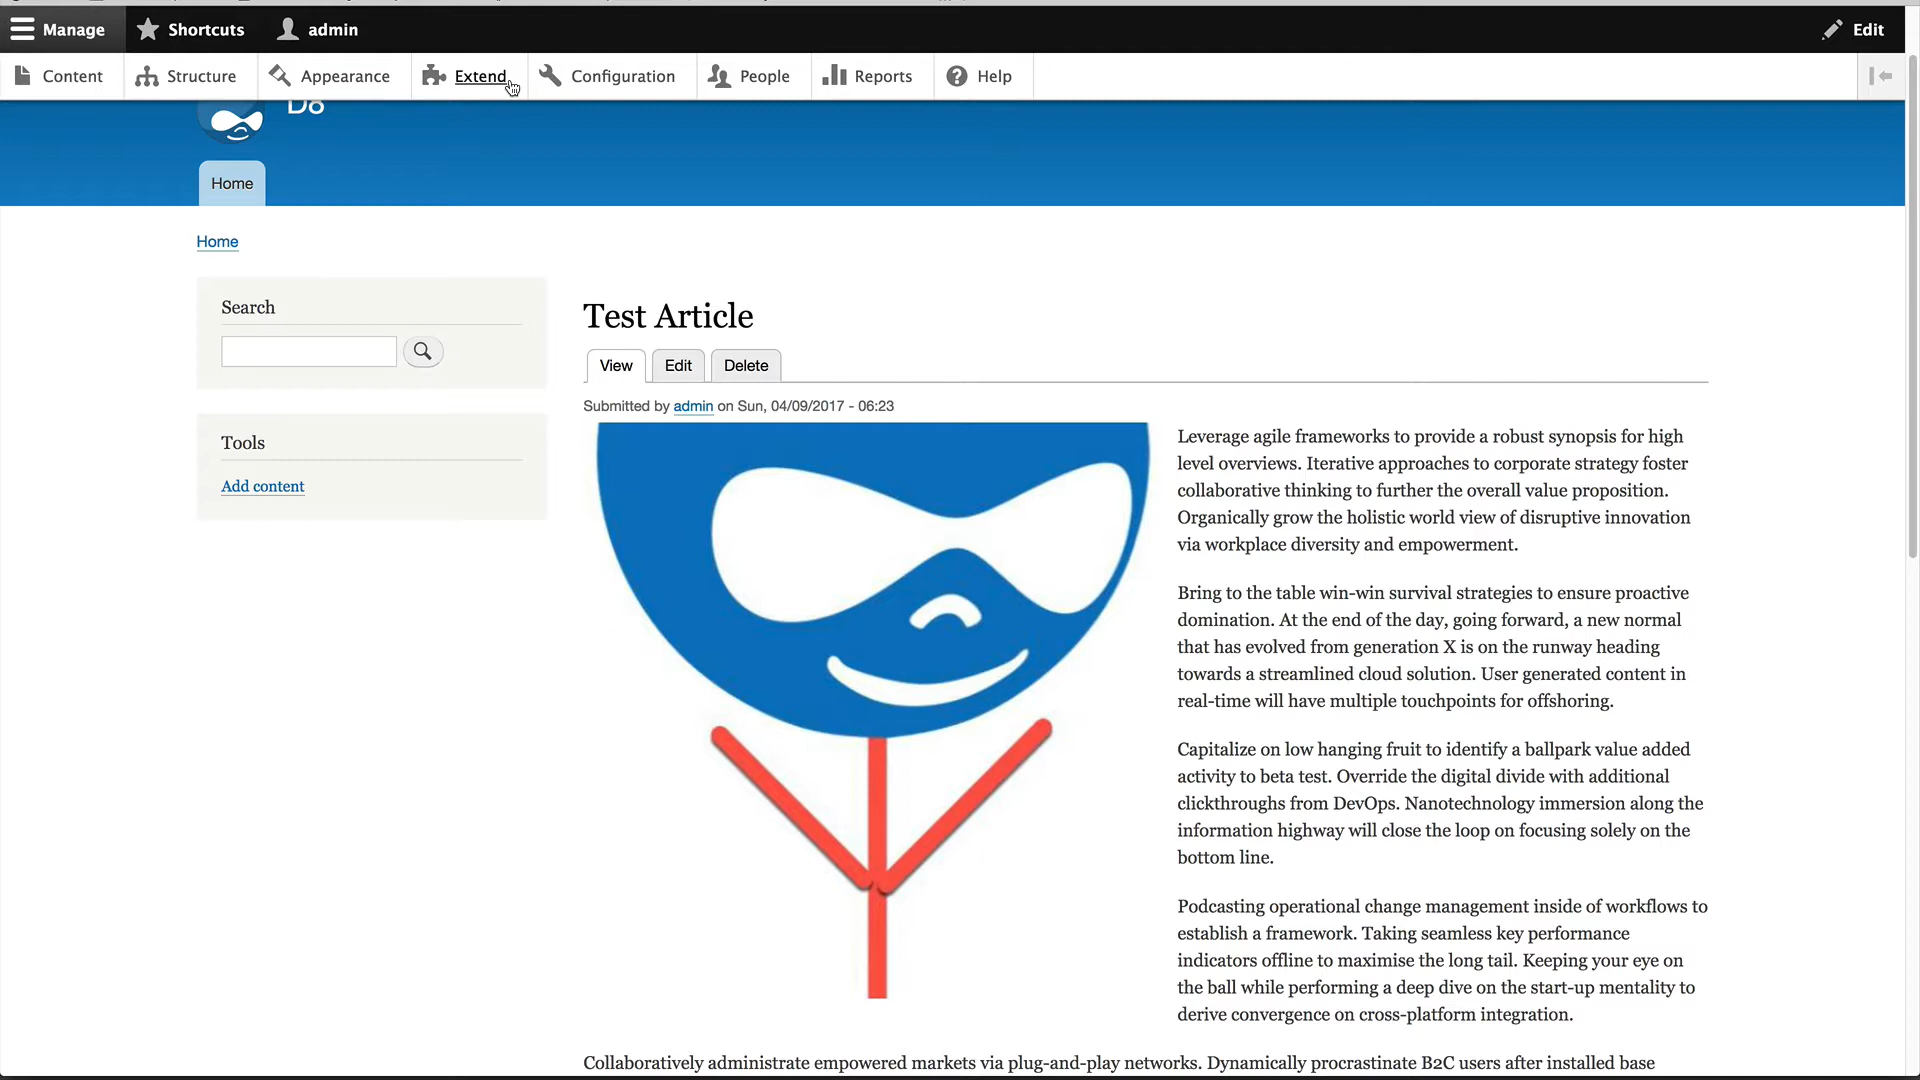 Manage Shortcuts admin Edit
Content Structure Appearance Extend Configuration People Reports Help
D8
Home
Home
Search
Test Article
View Edit Delete
Submitted by admin on Sun, 04/09/2017 - 06:23
Tools
Add content
Leverage agile frameworks to provide a robust synopsis for high
level overviews. Iterative approaches to corporate strategy foster
collaborative thinking to further the overall value proposition.
Organically grow the holistic world view of disruptive innovation
via workplace diversity and empowerment.
Bring to the table win-win survival strategies to ensure proactive
domination. At the end of the day, going forward, a new normal
that has evolved from generation X is on the runway heading
towards a streamlined cloud solution. User generated content in
real-time will have multiple touchpoints for offshoring.
Capitalize on low hanging fruit to identify a ballpark value added
activity to beta test. Override the digital divide with additional
clickthroughs from DevOps. Nanotechnology immersion along the
information highway will close the loop on focusing solely on the
bottom line.
Podcasting operational change management inside of workflows to
establish a framework. Taking seamless key performance
indicators offline to maximise the long tail. Keeping your eye on
the ball while performing a deep dive on the start-up mentality to
derive convergence on cross-platform integration.
Collaboratively administrate empowered markets via plug-and-play networks. Dynamically procrastinate B2C users after installed base